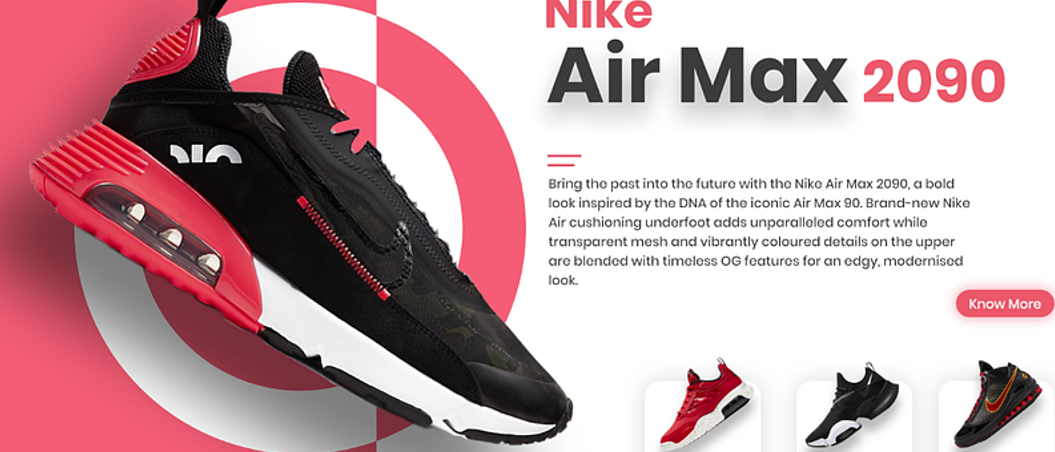 Nike
Air Max 2090
Bring the past into the future with the Nike Air Max 2090, a bold
look inspired by the DNA of the iconic Air Max 90. Brand-new Nike
Air cushioning underfoot adds unparalleled comfort while
transparent mesh and vibrantly coloured details on the upper
are blended with timeless OG features for an edgy, modernised
look.
Know More